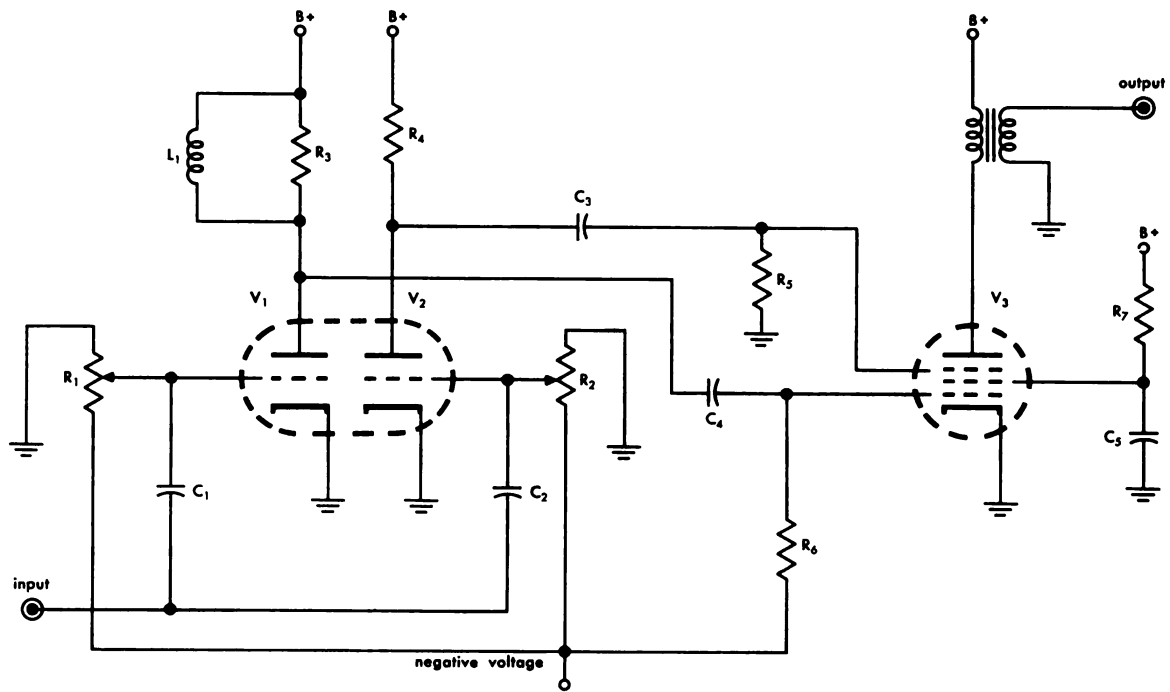 B+
B+
B+
output
L1
R3
R4
C3
B+
R5
V1
V2
V3
R7
R1
R2
C4
C5
C1
C2
R6
input
negative voltage